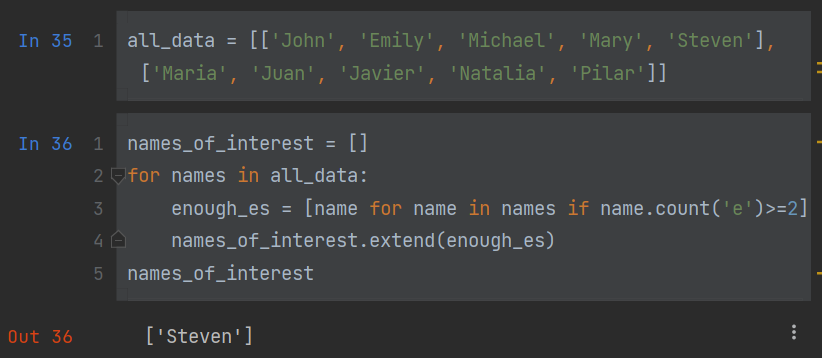 In 35 1 all_data = [['John', 'Emily', 'Michael', 'Mary', 'Steven'],
['Maria', 'Juan', 'Javier', 'Natalia', 'Pilar']]
In 36 1 names_of_interest = []
2 for names in all_data:
3 enough_es = [name for name in names if name.count('e')>=2]
4 names_of_interest.extend(enough_es)
5 names_of_interest
Out 36 ['Steven']